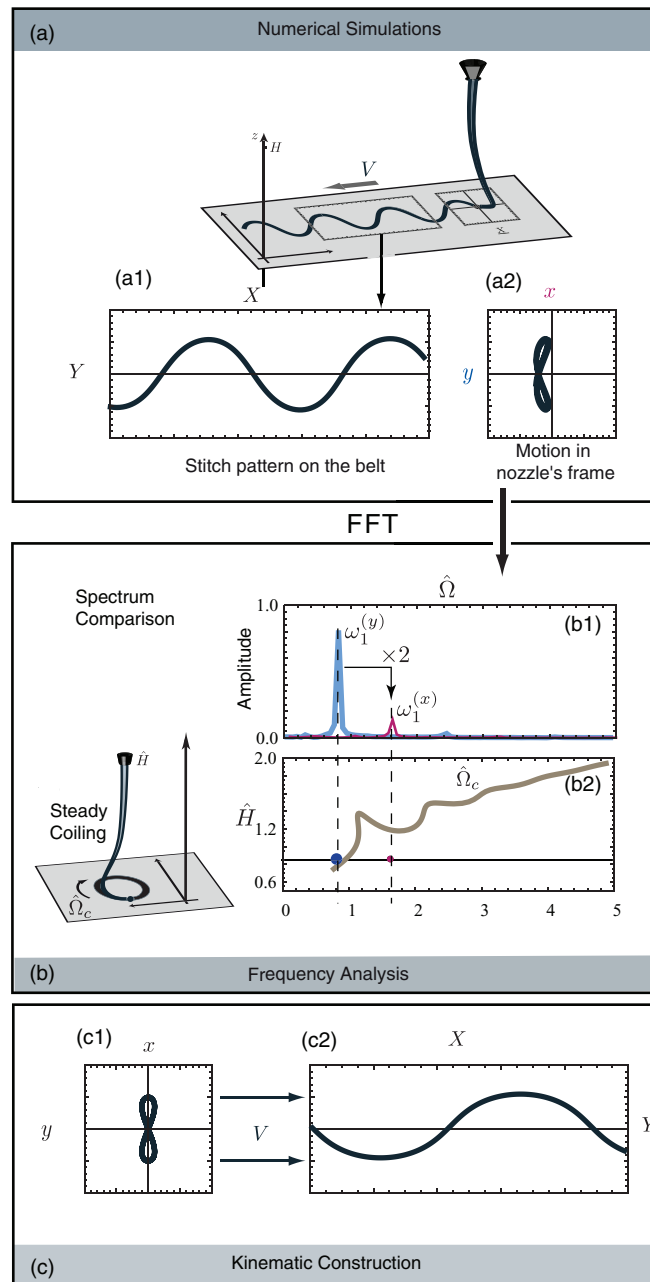 (a)
Numerical Simulations
z
H
V
(a1)
X
(a2)
x
Y
y
Stitch pattern on the belt
Motion in
nozzle's frame
FFT
Spectrum
Comparison
Ω̂
1.0
(b1)
ω₁⁽ʸ⁾
×2
Amplitude
ω₁⁽ˣ⁾
0.0
2.0
Ω̂c
(b2)
Ĥ
Ĥ
1.2
Steady
Coiling
0.6
Ω̂c
0 1 2 3 4 5
(b)
Frequency Analysis
(c1)
x
(c2)
X
y
V
Y
(c)
Kinematic Construction